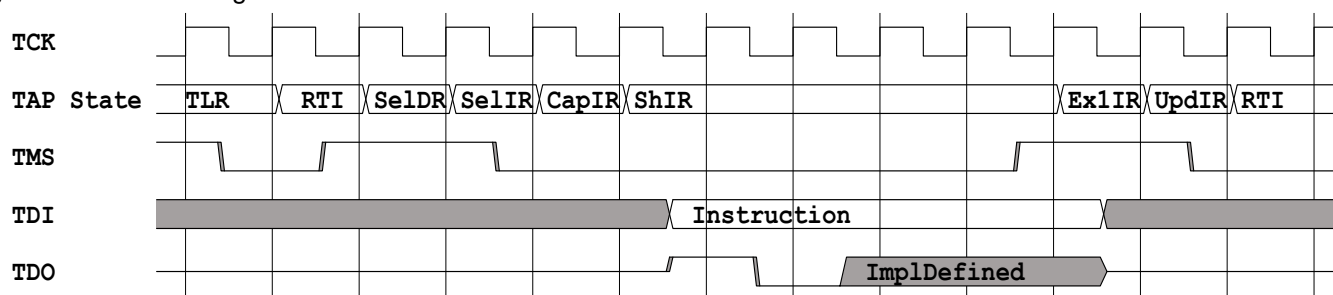 TCK
TAP State TLR RTI SelDR SelIR CapIR ShIR Ex1IR UpdIR RTI
TMS
TDI Instruction
TDO ImplDefined